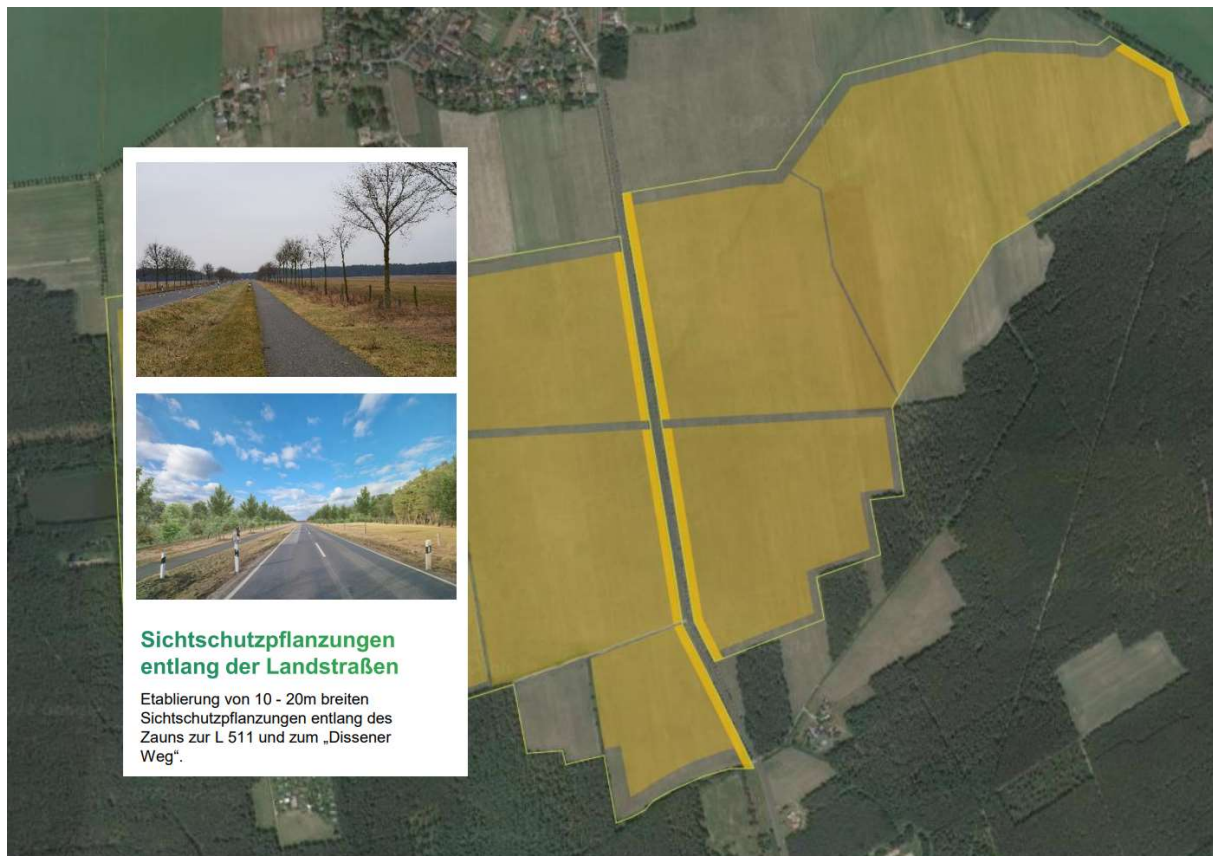 Sichtschutzpflanzungen
entlang der Landstraßen
Etablierung von 10 - 20m breiten
Sichtschutzpflanzungen entlang des
Zauns zur L 511 und zum „Dissener
Weg“.